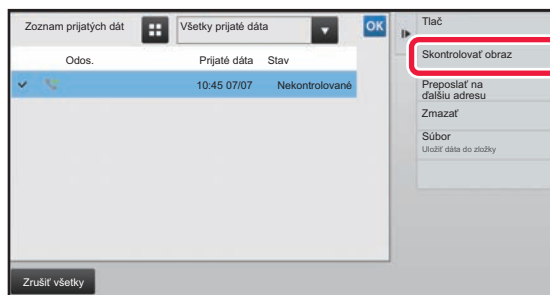 Zoznam prijatých dát
Všetky prijaté dáta
OK
Odos.
Prijaté dáta
Stav
10:45 07/07
Nekontrolované
Zrušiť všetky
Tlač
Skontrolovať obraz
Preposlať na
ďalšiu adresu
Zmazať
Súbor
Uložiť dáta do zložky